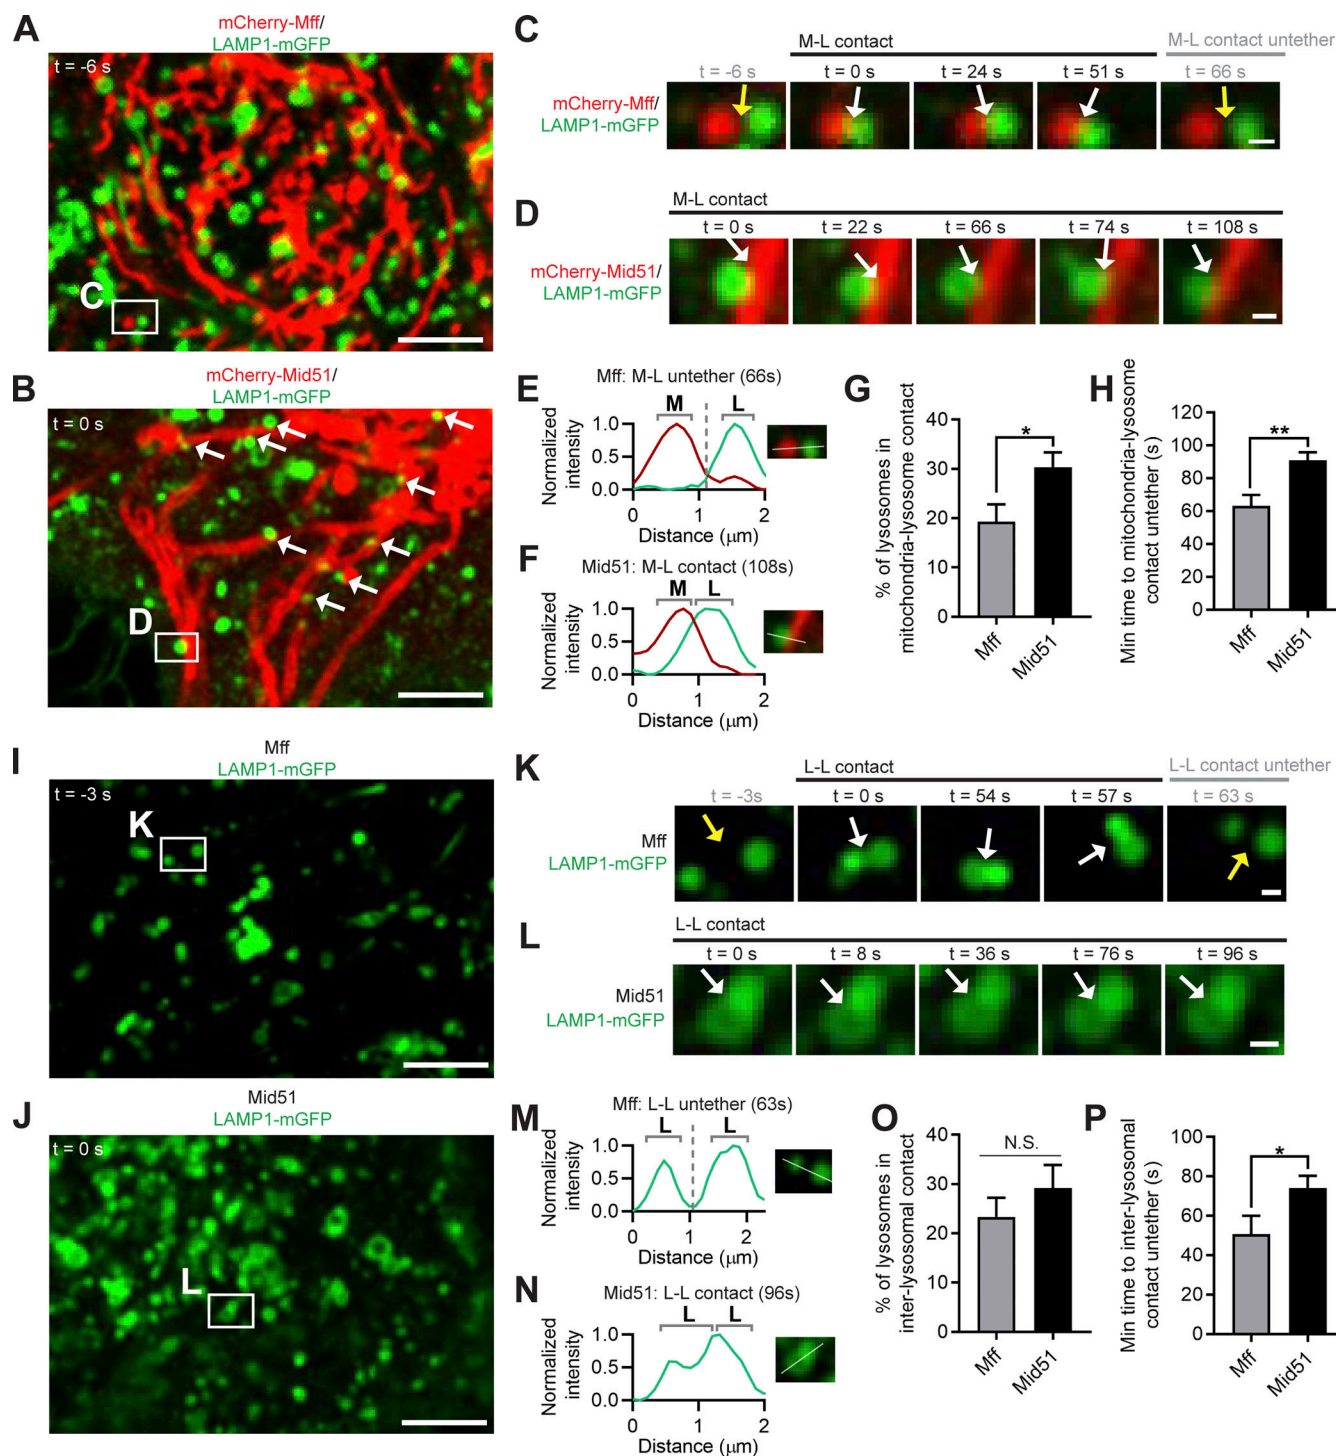 A
mCherry-Mff/
LAMP1-mGFP
t = -6 s
C
B
mCherry-Mid51/
LAMP1-mGFP
t = 0 s
D
C
M-L contact
M-L contact untether
t = -6 s
t = 0 s
t = 24 s
t = 51 s
t = 66 s
mCherry-Mff/
LAMP1-mGFP
D
M-L contact
t = 0 s
t = 22 s
t = 66 s
t = 74 s
t = 108 s
mCherry-Mid51/
LAMP1-mGFP
E
Mff: M-L untether (66s)
M
L
Normalized
intensity
1.0
0.5
0.0
0
1
2
Distance (μm)
F
Mid51: M-L contact (108s)
M
L
Normalized
intensity
1.0
0.5
0.0
0
1
2
Distance (μm)
G
% of lysosomes in
mitochondria-lysosome contact
40
30
20
10
0
*
Mff
Mid51
H
Min time to mitochondria-lysosome
contact untether (s)
120
100
80
60
40
20
0
**
Mff
Mid51
I
Mff
LAMP1-mGFP
t = -3 s
K
J
Mid51
LAMP1-mGFP
t = 0 s
L
K
L-L contact
L-L contact untether
t = -3s
t = 0 s
t = 54 s
t = 57 s
t = 63 s
Mff
LAMP1-mGFP
L
L-L contact
t = 0 s
t = 8 s
t = 36 s
t = 76 s
t = 96 s
Mid51
LAMP1-mGFP
M
Mff: L-L untether (63s)
L
L
Normalized
intensity
1.0
0.5
0.0
0
1
2
Distance (μm)
N
Mid51: L-L contact (96s)
L
L
Normalized
intensity
1.0
0.5
0.0
0
1
2
Distance (μm)
O
% of lysosomes in
inter-lysosomal contact
40
30
20
10
0
N.S.
Mff
Mid51
P
Min time to inter-lysosomal
contact untether (s)
100
80
60
40
20
0
*
Mff
Mid51